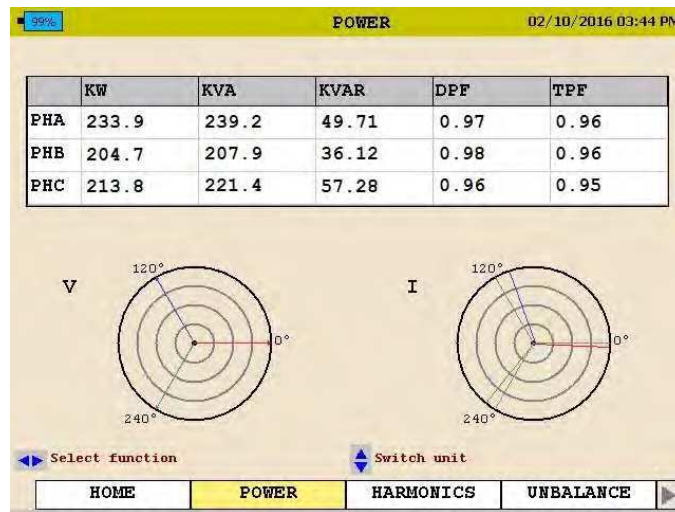 99% POWER 02/10/2016 03:44 PM
KW KVA KVAR DPF TPF
PHA 233.9 239.2 49.71 0.97 0.96
PHB 204.7 207.9 36.12 0.98 0.96
PHC 213.8 221.4 57.28 0.96 0.95
120° 120°
V I
0° 0°
240° 240°
Select function Switch unit
HOME POWER HARMONICS UNBALANCE